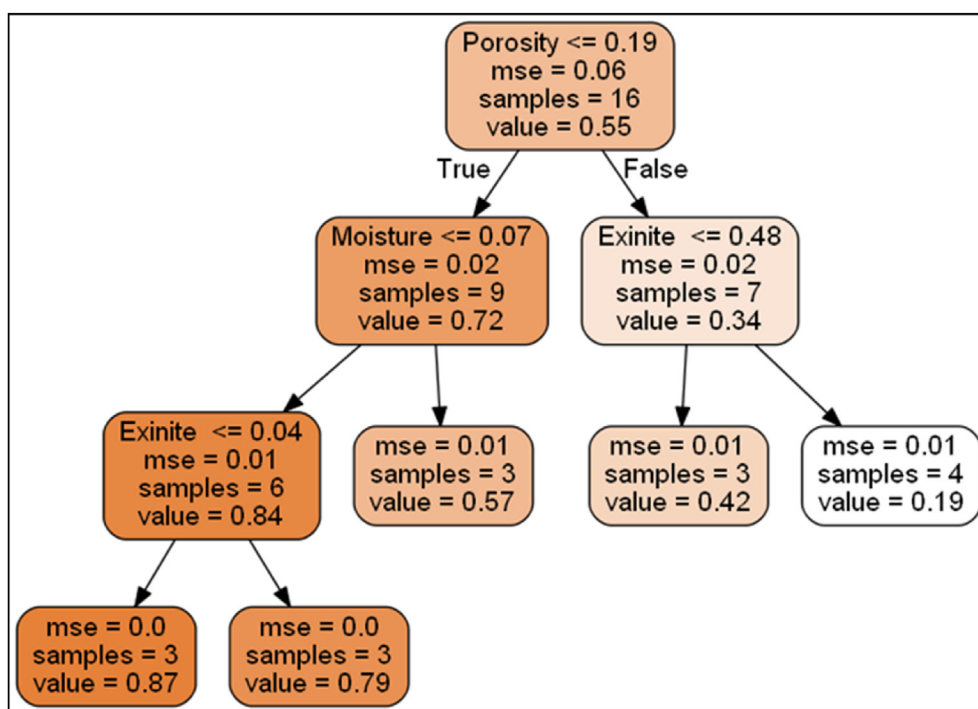 Porosity <= 0.19
mse = 0.06
samples = 16
value = 0.55
True
False
Moisture <= 0.07
mse = 0.02
samples = 9
value = 0.72
Exinite <= 0.48
mse = 0.02
samples = 7
value = 0.34
Exinite <= 0.04
mse = 0.01
samples = 6
value = 0.84
mse = 0.01
samples = 3
value = 0.57
mse = 0.01
samples = 3
value = 0.42
mse = 0.01
samples = 4
value = 0.19
mse = 0.0
samples = 3
value = 0.87
mse = 0.0
samples = 3
value = 0.79